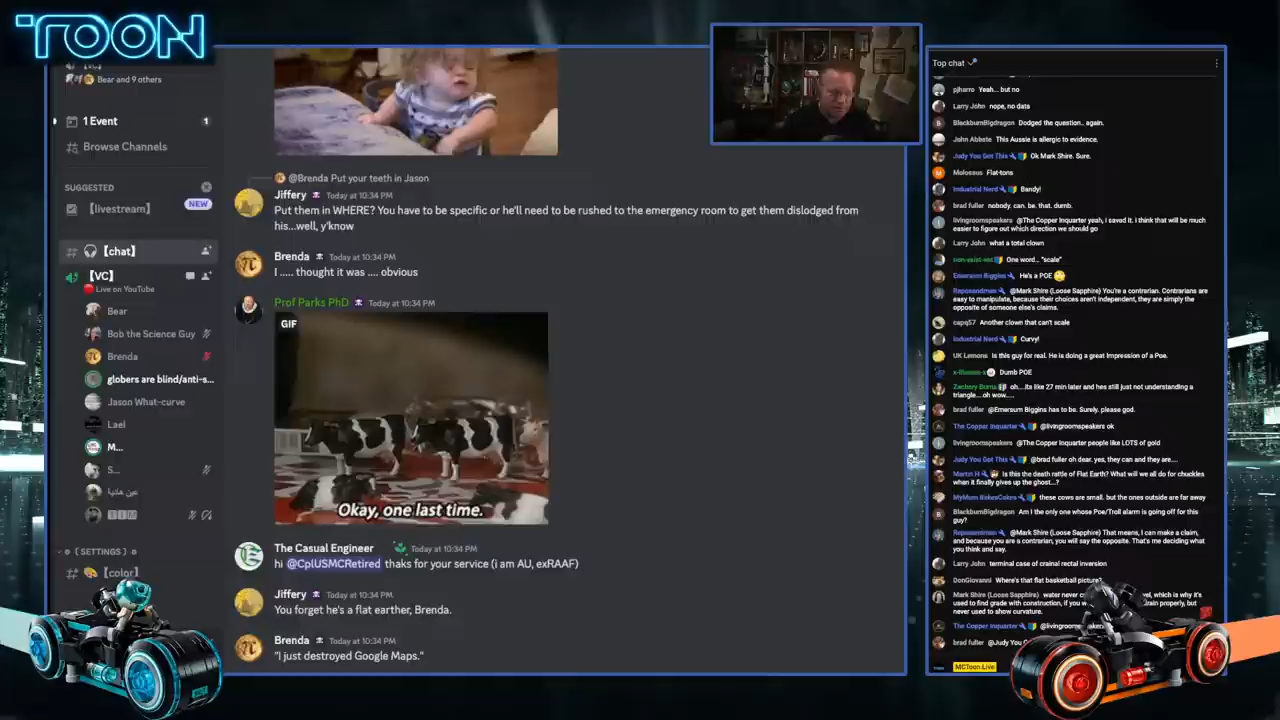 TOON
[VC]
Bear and 9 others
1 Event
1
Browse Channels
SUGGESTED
【livestream】
NEW
【chat】
【VC】
Live on YouTube
Bear
Bob the Science Guy
Brenda
globers are blind/anti-s...
Jason What-curve
Lael
M...
S...
عين هانية
{ SETTINGS }
【color】
@Brenda Put your teeth in Jason
Jiffery Today at 10:34 PM
Put them in WHERE? You have to be specific or he'll need to be rushed to the emergency room to get them dislodged from
his...well, y'know
Brenda Today at 10:34 PM
I ..... thought it was .... obvious
Prof Parks PhD Today at 10:34 PM
GIF
Okay, one last time.
The Casual Engineer Today at 10:34 PM
hi @CplUSMCRetired thaks for your service (i am AU, exRAAF)
Jiffery Today at 10:34 PM
You forget he's a flat earther, Brenda.
Brenda Today at 10:34 PM
"I just destroyed Google Maps."
Top chat
pjharro Yeah... but no
Larry John nope, no data
BlackburnBigdragon Dodged the question.. again.
John Abbate This Aussie is allergic to evidence.
Judy You Got This Ok Mark Shire. Sure.
Molossus Flat-tons
Industrial Nerd Bandy!
brad fuller nobody. can. be. that. dumb.
livingroomspeakers @The Copper Inquarter yeah, I saved it. i think that will be much
easier to figure out which direction we should go
Larry John what a total clown
One word... "scale"
Emersum Biggins He's a POE
Reposandman @Mark Shire (Loose Sapphire) You're a contrarian. Contrarians are
easy to manipulate, because their choices aren't independent, they are simply the
opposite of someone else's claims.
capq57 Another clown that can't scale
Industrial Nerd Curvy!
UK Lemons Is this guy for real. He is doing a great Impression of a Poe.
Dumb POE
Zachery Burns oh....its like 27 min later and hes still just not understanding a
triangle...oh wow.....
brad fuller @Emersum Biggins has to be. Surely. please god.
The Copper Inquarter @livingroomspeakers ok
livingroomspeakers @The Copper Inquarter people like LOTS of gold
Judy You Got This @brad fuller oh dear. yes, they can and they are....
Martin H Is this the death rattle of Flat Earth? What will we all do for chuckles
when it finally gives up the ghost...?
MyMum BakesCakes these cows are small. but the ones outside are far away
BlackburnBigdragon Am I the only one whose Poe/Troll alarm is going off for this
guy?
Reposandman @Mark Shire (Loose Sapphire) That means, I can make a claim,
and because you are a contrarian, you will say the opposite. That's me deciding what
you think and say.
Larry John terminal case of crainal rectal inversion
DonGiovanni Where's that flat basketball picture?
Mark Shire (Loose Sapphire) water never
used to find grade with construction, if you
never used to show curvature.
The Copper Inquarter
brad fuller @Judy You
MCToon Live